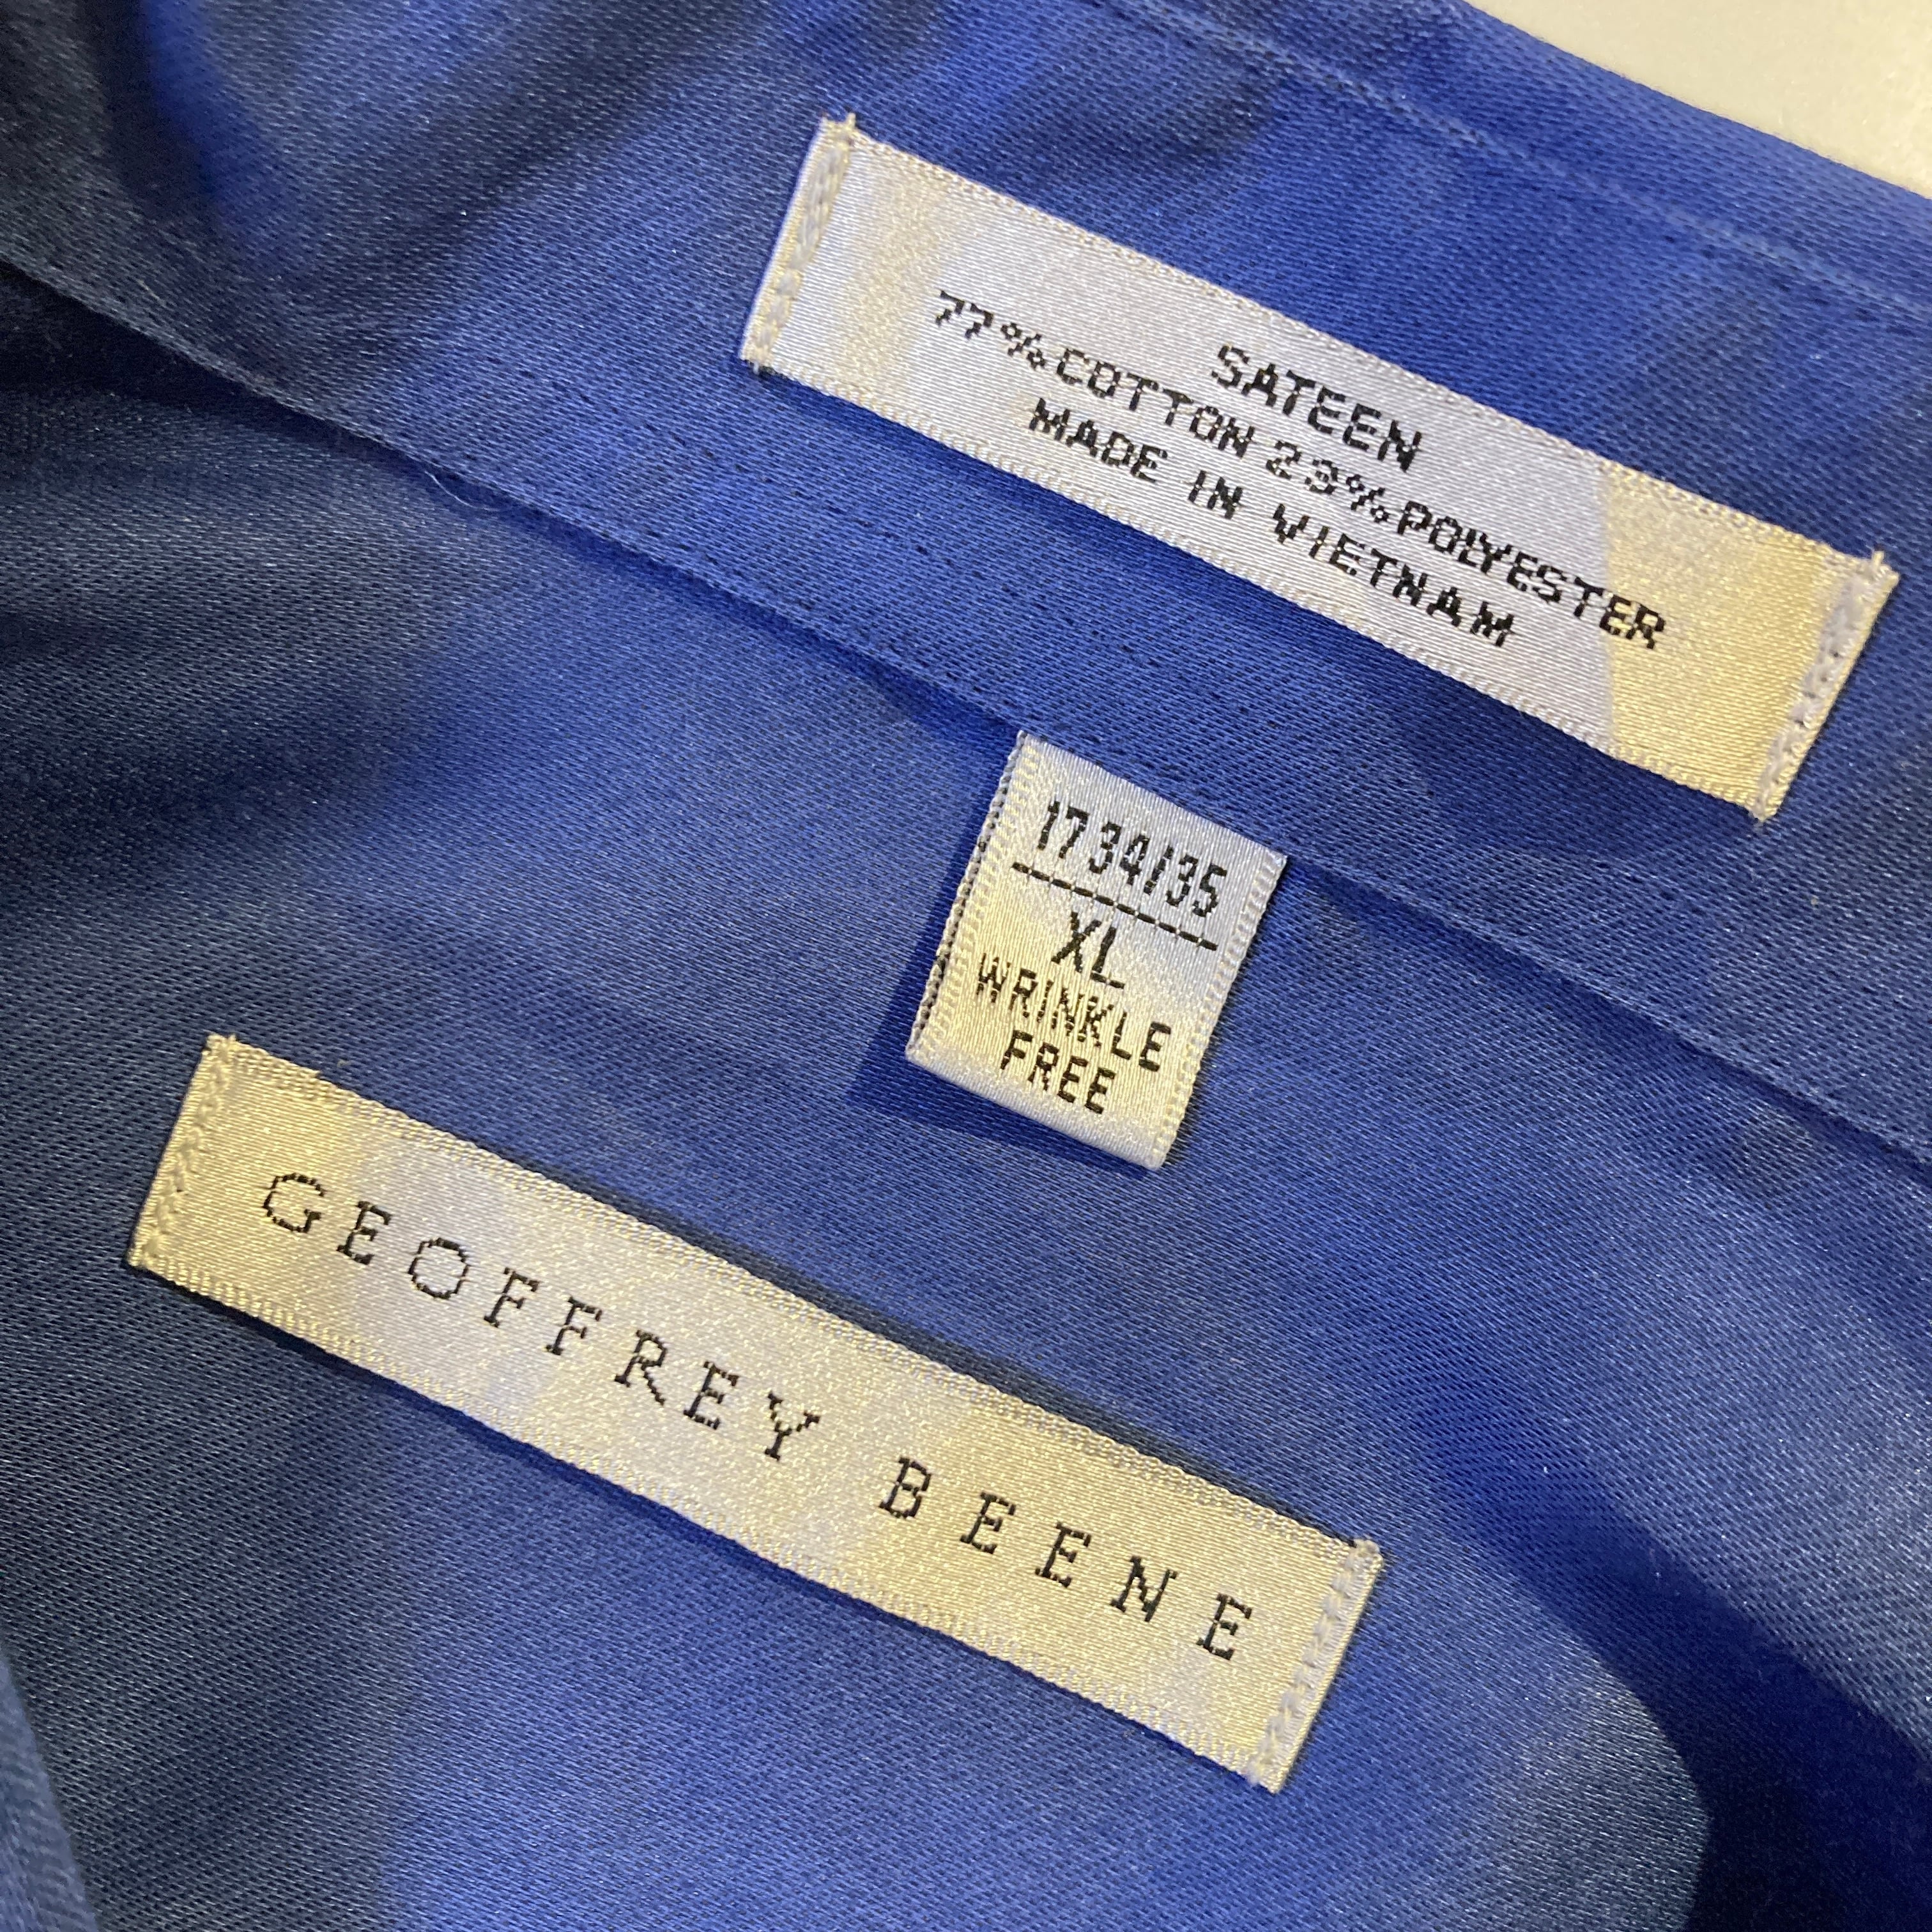 SATEEN
77% COTTON 23% POLYESTER
MADE IN VIETNAM
17 34/35
XL
WRINKLE
FREE
GEOFFREY BEENE